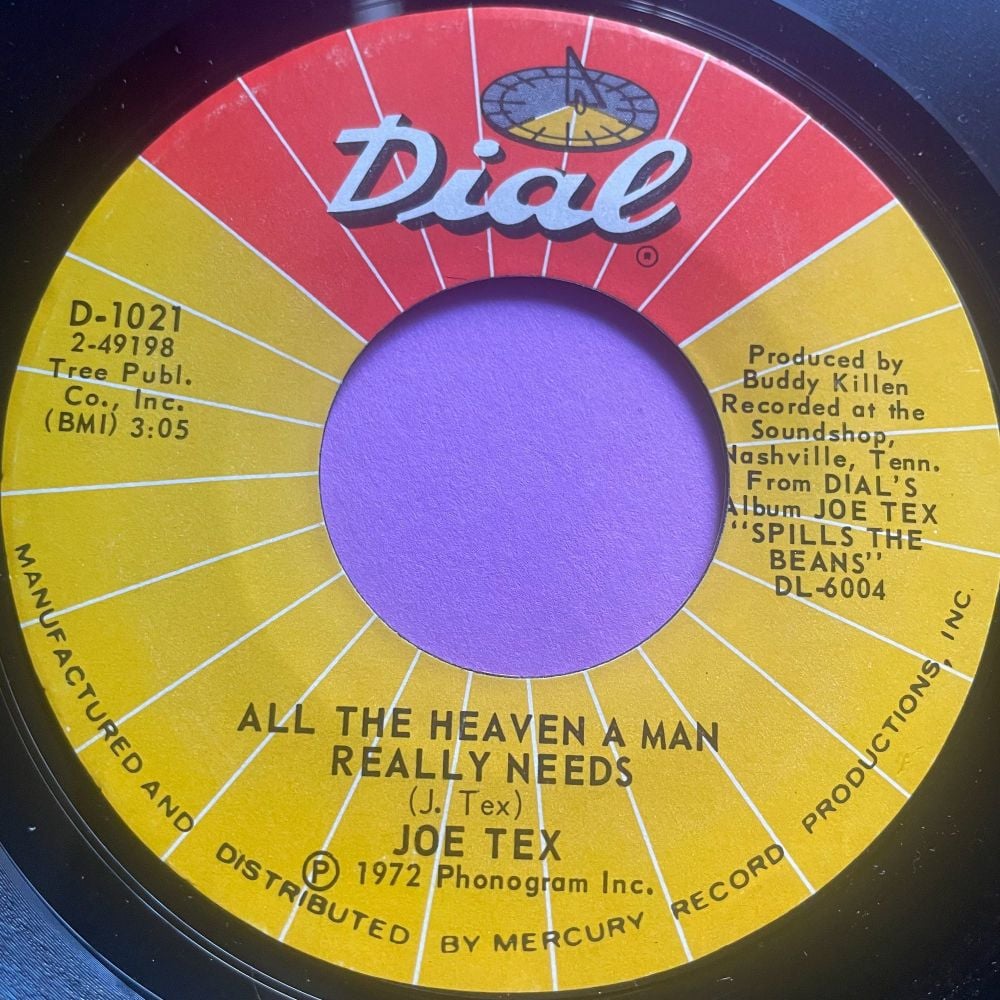 Dial
®
D-1021
2-49198
Tree Publ.
Co., Inc.
(BMI) 3:05
Produced by
Buddy Killen
Recorded at the
Soundshop,
Nashville, Tenn.
From DIAL'S
Album JOE TEX
"SPILLS THE
BEANS"
DL-6004
ALL THE HEAVEN A MAN
REALLY NEEDS
(J. Tex)
JOE TEX
Ⓟ 1972 Phonogram Inc.
MANUFACTURED AND DISTRIBUTED BY MERCURY RECORD PRODUCTIONS, INC.